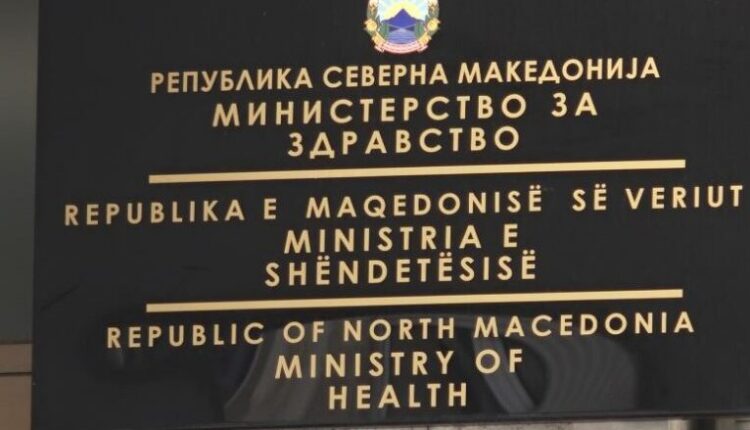 РЕПУБЛИКА СЕВЕРНА МАКЕДОНИЈА
МИНИСТЕРСТВО ЗА
ЗДРАВСТВО
REPUBLIKA E MAQEDONISË SË VERIUT
MINISTRIA E
SHËNDETËSISË
REPUBLIC OF NORTH MACEDONIA
MINISTRY OF
HEALTH